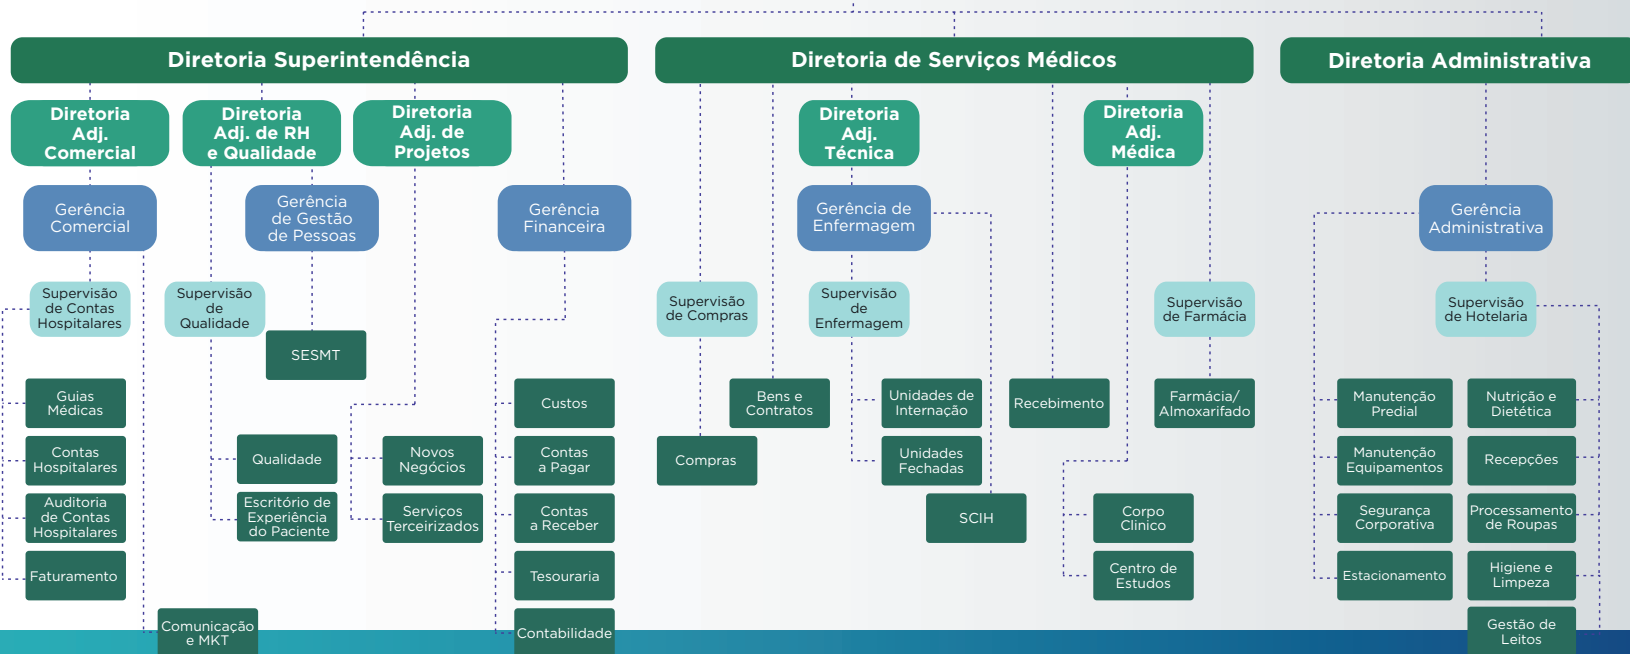 Diretoria Superintendência
Diretoria de Serviços Médicos
Diretoria Administrativa
Diretoria
Adj.
Comercial
Diretoria
Adj. de RH
e Qualidade
Diretoria
Adj. de
Projetos
Diretoria
Adj.
Técnica
Diretoria
Adj.
Médica
Gerência
Comercial
Gerência
de Gestão
de Pessoas
Gerência
Financeira
Gerência de
Enfermagem
Gerência
Administrativa
Supervisão
de Contas
Hospitalares
Supervisão
de
Qualidade
Supervisão
de Compras
Supervisão
de
Enfermagem
Supervisão
de Farmácia
Supervisão
de Hotelaria
SESMT
Guias
Médicas
Custos
Bens e
Contratos
Unidades de
Internação
Recebimento
Farmácia/
Almoxarifado
Manutenção
Predial
Nutrição e
Dietética
Contas
Hospitalares
Qualidade
Novos
Negócios
Contas
a Pagar
Compras
Unidades
Fechadas
Manutenção
Equipamentos
Recepções
Auditoria
de Contas
Hospitalares
Escritório de
Experiência
do Paciente
Serviços
Terceirizados
Contas
a Receber
SCIH
Corpo
Clinico
Segurança
Corporativa
Processamento
de Roupas
Faturamento
Tesouraria
Centro de
Estudos
Estacionamento
Higiene e
Limpeza
Comunicação
e MKT
Contabilidade
Gestão de
Leitos